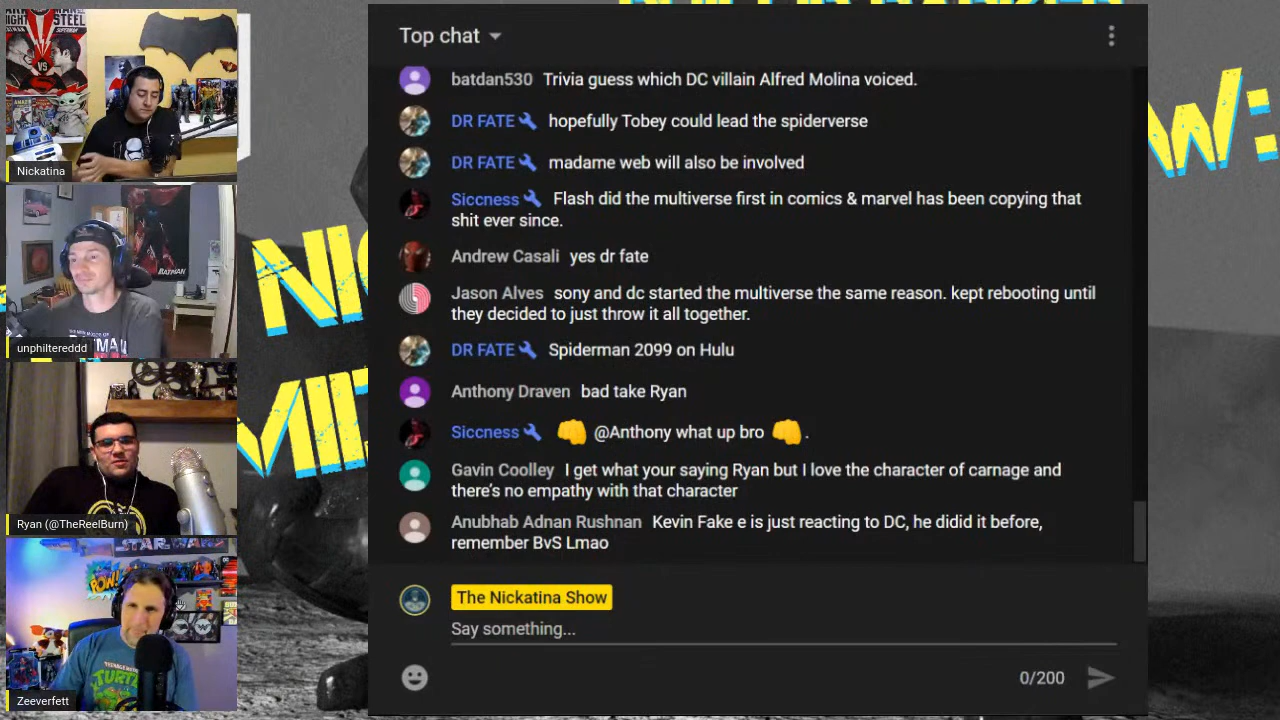 Top chat
batdan530 Trivia guess which DC villain Alfred Molina voiced.
DR FATE hopefully Tobey could lead the spiderverse
DR FATE madame web will also be involved
Siccness Flash did the multiverse first in comics & marvel has been copying that
shit ever since.
Andrew Casali yes dr fate
Jason Alves sony and dc started the multiverse the same reason. kept rebooting until
they decided to just throw it all together.
DR FATE Spiderman 2099 on Hulu
Anthony Draven bad take Ryan
Siccness @Anthony what up bro .
Gavin Coolley I get what your saying Ryan but I love the character of carnage and
there's no empathy with that character
Anubhab Adnan Rushnan Kevin Fake e is just reacting to DC, he didid it before,
remember BvS Lmao
The Nickatina Show
Say something...
0/200
Nickatina
unphiltereddd
BATMAN
Ryan (@TheReelBurn)
POW!
TURTLES
Zeeverfett